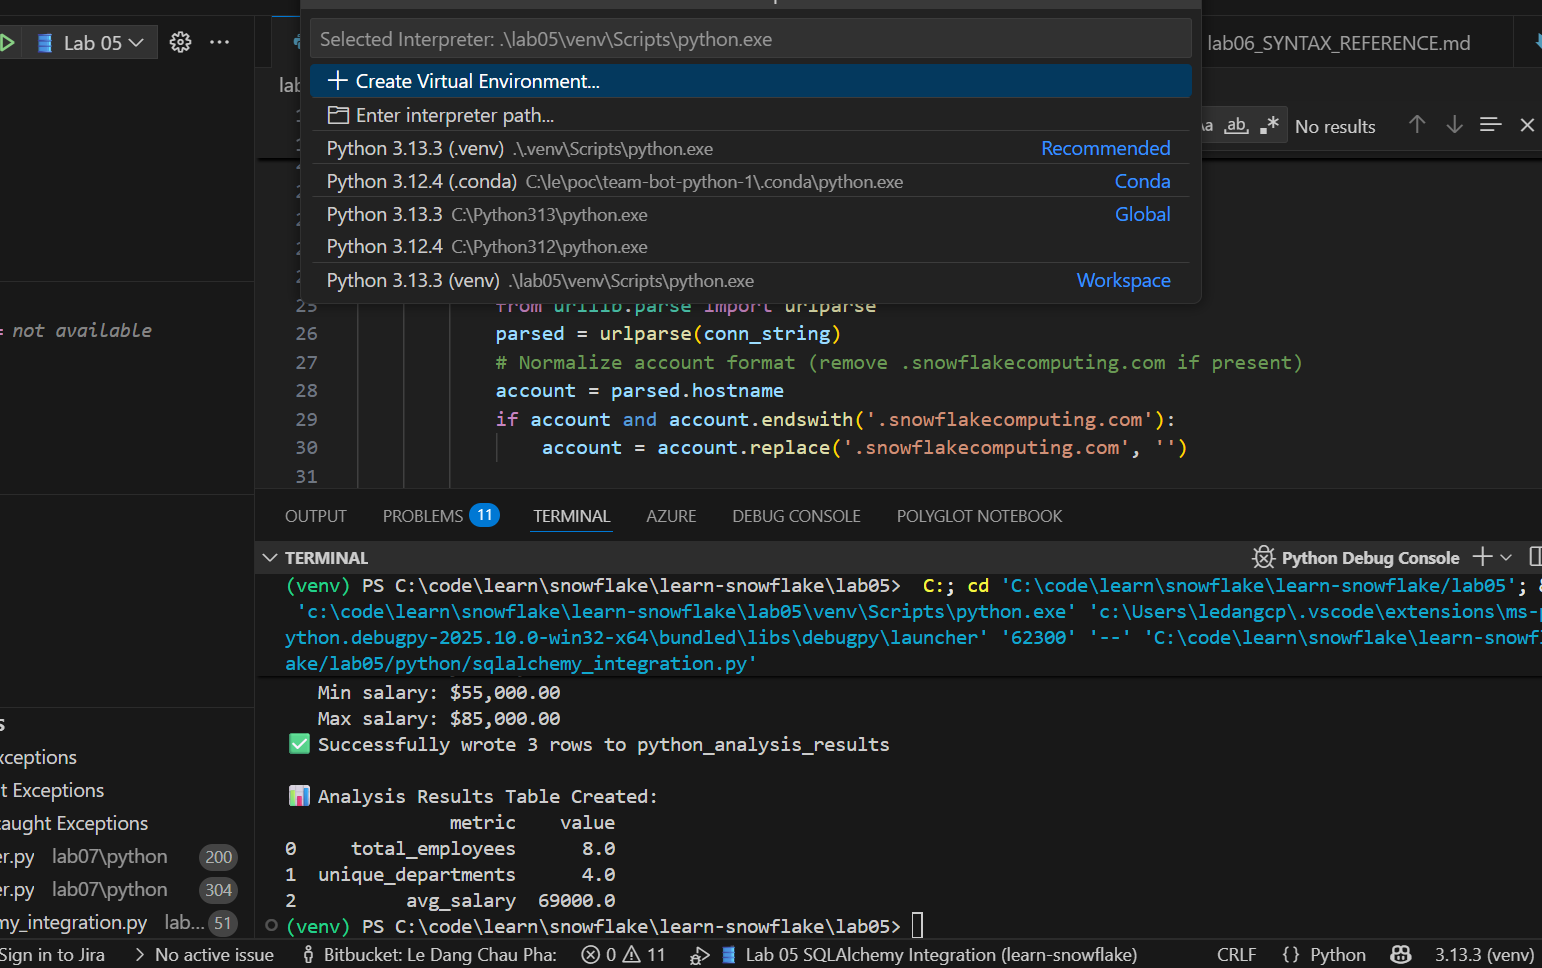 Lab 05
Selected Interpreter: .\lab05\venv\Scripts\python.exe
Create Virtual Environment...
Enter interpreter path...
Python 3.13.3 (.venv) .\.venv\Scripts\python.exe Recommended
Python 3.12.4 (.conda) C:\le\poc\team-bot-python-1\.conda\python.exe Conda
Python 3.13.3 C:\Python313\python.exe Global
Python 3.12.4 C:\Python312\python.exe
Python 3.13.3 (venv) .\lab05\venv\Scripts\python.exe Workspace
lab06_SYNTAX_REFERENCE.md
lab
ab
No results
= not available
25 from urllib.parse import urlparse
26 parsed = urlparse(conn_string)
27 # Normalize account format (remove .snowflakecomputing.com if present)
28 account = parsed.hostname
29 if account and account.endswith('.snowflakecomputing.com'):
30 account = account.replace('.snowflakecomputing.com', '')
31
OUTPUT PROBLEMS 11 TERMINAL AZURE DEBUG CONSOLE POLYGLOT NOTEBOOK
TERMINAL
Python Debug Console
(venv) PS C:\code\learn\snowflake\learn-snowflake\lab05> C:; cd 'C:\code\learn\snowflake\learn-snowflake/lab05'; &
'c:\code\learn\snowflake\learn-snowflake\lab05\venv\Scripts\python.exe' 'c:\Users\ledangcp\.vscode\extensions\ms-p
ython.debugpy-2025.10.0-win32-x64\bundled\libs\debugpy\launcher' '62300' '--' 'C:\code\learn\snowflake\learn-snowfl
ake/lab05/python/sqlalchemy_integration.py'
Min salary: $55,000.00
Max salary: $85,000.00
Successfully wrote 3 rows to python_analysis_results
Analysis Results Table Created:
metric value
0 total_employees 8.0
1 unique_departments 4.0
2 avg_salary 69000.0
(venv) PS C:\code\learn\snowflake\learn-snowflake\lab05>
s
xceptions
t Exceptions
aught Exceptions
er.py lab07\python 200
er.py lab07\python 304
my_integration.py lab... 51
Sign in to Jira
No active issue
Bitbucket: Le Dang Chau Pha:
0 11
Lab 05 SQLAlchemy Integration (learn-snowflake)
CRLF
{} Python
3.13.3 (venv)